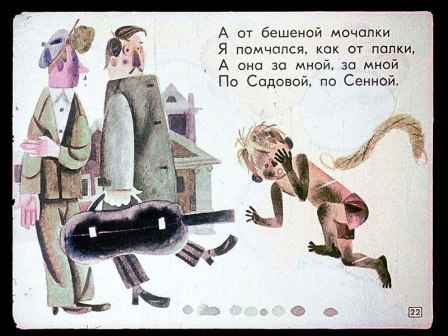 А от бешеной мочалки
Я помчался, как от палки,
А она за мной, за мной
По Садовой, по Сенной.
22